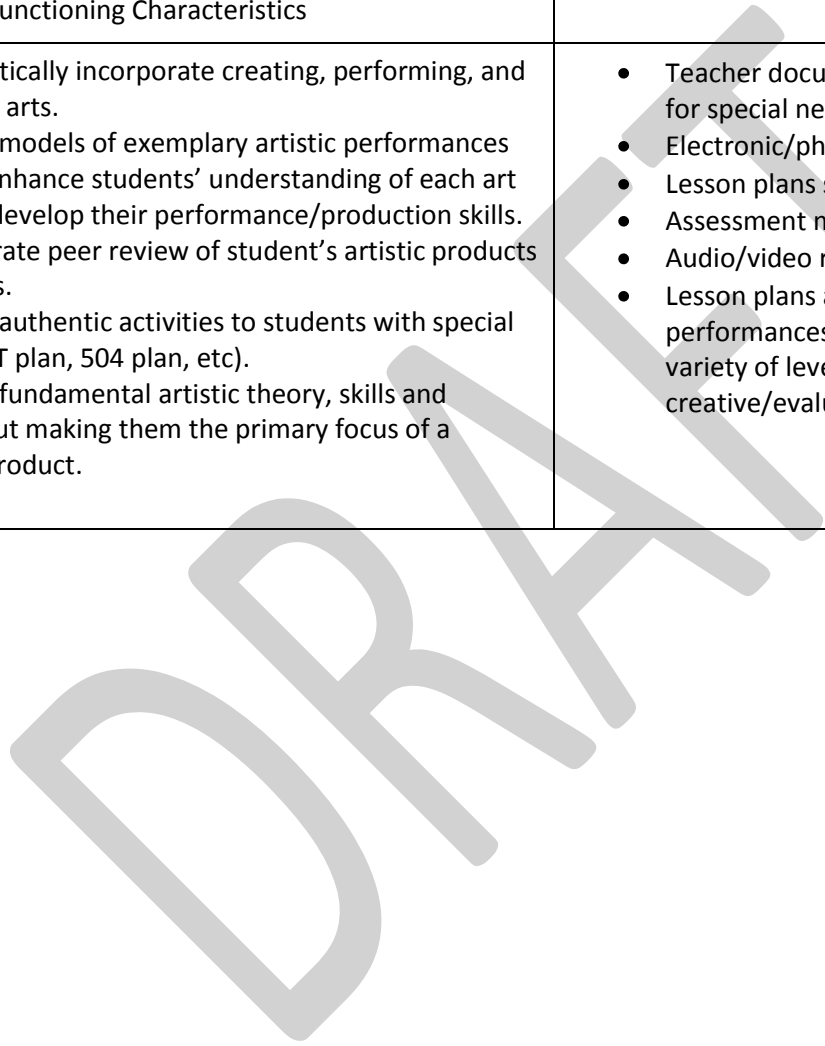 unctioning Characteristics
tically incorporate creating, performing, and
arts.
models of exemplary artistic performances
nhance students' understanding of each art
develop their performance/production skills.
rate peer review of student's artistic products
s.
authentic activities to students with special
T plan, 504 plan, etc).
fundamental artistic theory, skills and
ut making them the primary focus of a
roduct.
• Teacher docu
for special ne
• Electronic/ph
• Lesson plans s
• Assessment m
• Audio/video r
• Lesson plans a
performances
variety of leve
creative/evalu
DRAFT